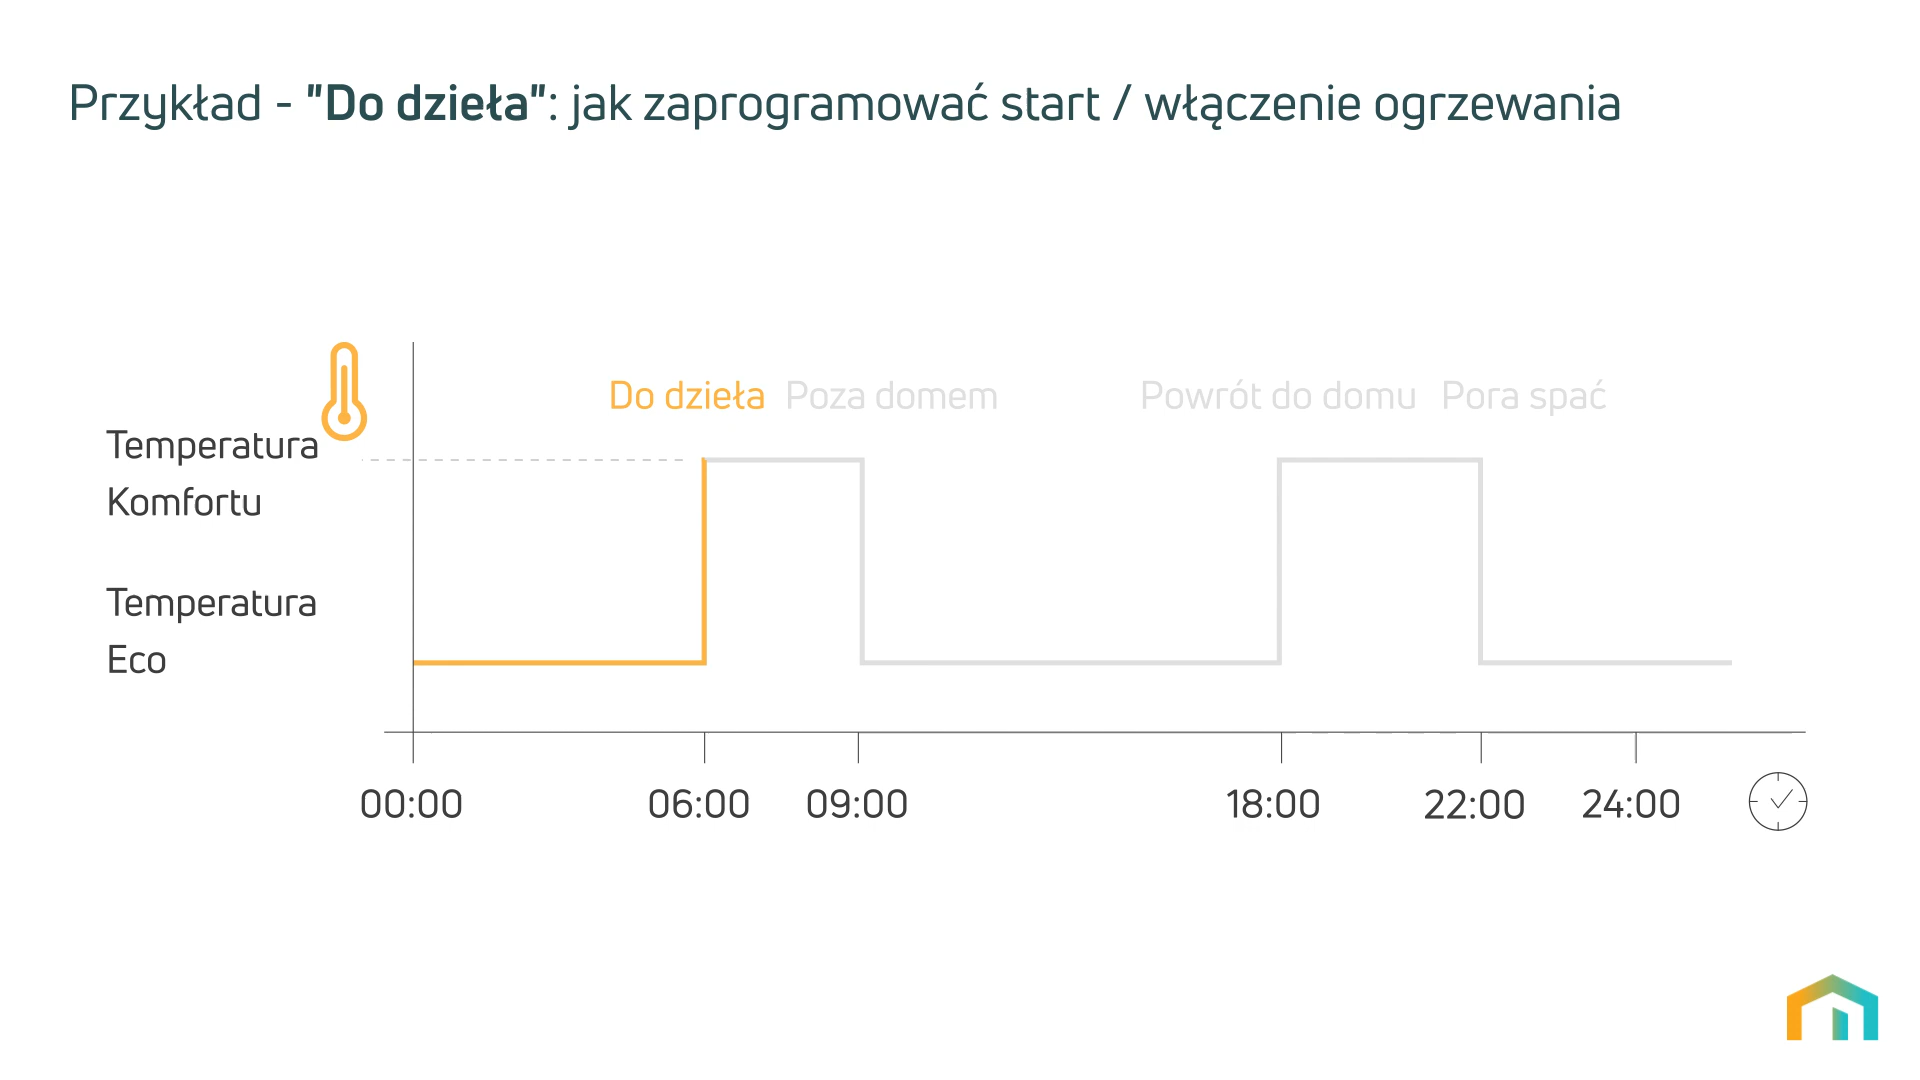 Przykład - "Do dzieła": jak zaprogramować start / włączenie ogrzewania
Do dzieła Poza domem Powrót do domu Pora spać
Temperatura
Komfortu
Temperatura
Eco
00:00 06:00 09:00 18:00 22:00 24:00